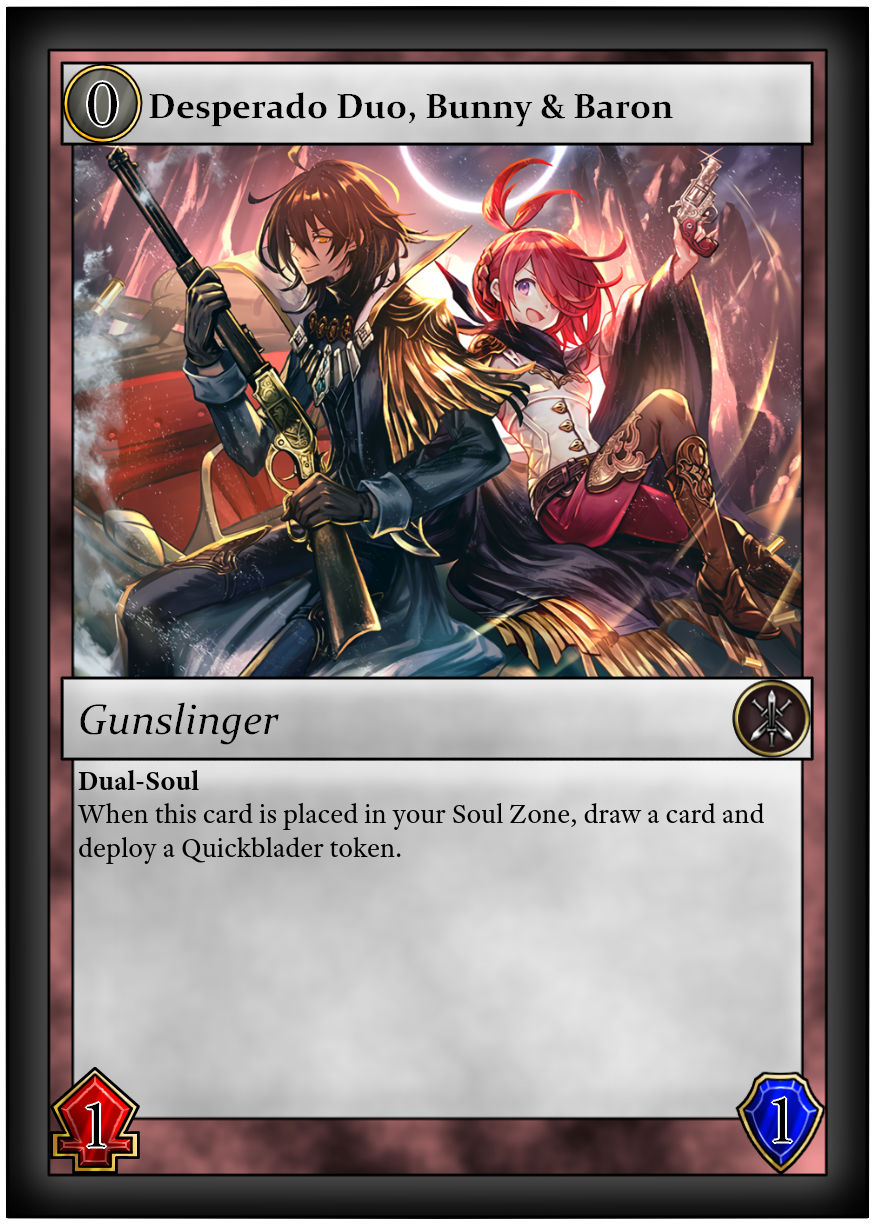 0
Desperado Duo, Bunny & Baron
Gunslinger
Dual-Soul
When this card is placed in your Soul Zone, draw a card and
deploy a Quickblader token.
1
1